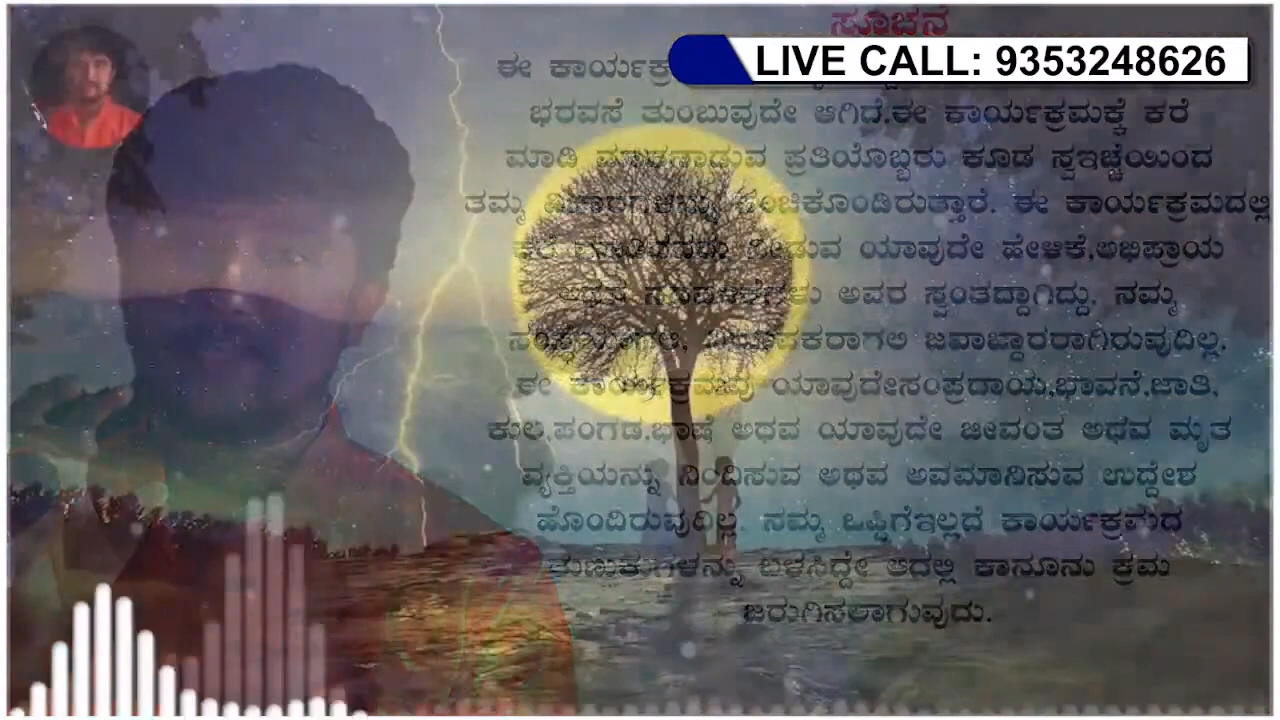 ಸೂಚನೆ
LIVE CALL: 9353248626
ಈ
ಭರವಸೆ ತುಂಬುವುದೇ ಆಗಿದೆ.ಈ ಕಾರ್ಯಕ್ರಮಕ್ಕೆ ಕರೆ
ಮಾಡಿ ಮಾತನಾಡುವ ಪ್ರತಿಯೊಬ್ಬರು ಕೂಡ ಸ್ವಇಚ್ಚೆಯಿಂದ
ತಮ್ಮ ಹಂಚಿಕೊಂಡಿರುತ್ತಾರೆ. ಈ ಕಾರ್ಯಕ್ರಮದಲ್ಲಿ
ಕರೆ ನೀಡುವ ಯಾವುದೇ ಹೇಳಿಕೆ,ಅಭಿಪ್ರಾಯ
ಅವರ ಸ್ವಂತದ್ದಾಗಿದ್ದು, ನಮ್ಮ
ಜವಾಬ್ದಾರರಾಗಿರುವುದಿಲ್ಲ.
ಈ ಕಾರ್ಯಕ್ರಮವು ಯಾವುದೇಸಂಪ್ರದಾಯ,ಭಾವನೆ,ಜಾತಿ,
ಕುಲ,ಪಂಗಡ,ಭಾಷೆ ಅಥವ ಯಾವುದೇ ಜೀವಂತ ಅಥವ ಮೃತ
ವ್ಯಕ್ತಿಯನ್ನು ನಿಂದಿಸುವ ಅಥವ ಅವಮಾನಿಸುವ ಉದ್ದೇಶ
ಹೊಂದಿರುವುದಿಲ್ಲ. ನಮ್ಮ ಒಪ್ಪಿಗೆಇಲ್ಲದೆ ಕಾರ್ಯಕ್ರಮದ
ತುಣುಕುಗಳನ್ನು ಬಳಸಿದ್ದೇ ಆದಲ್ಲಿ ಕಾನೂನು ಕ್ರಮ
ಜರುಗಿಸಲಾಗುವುದು.